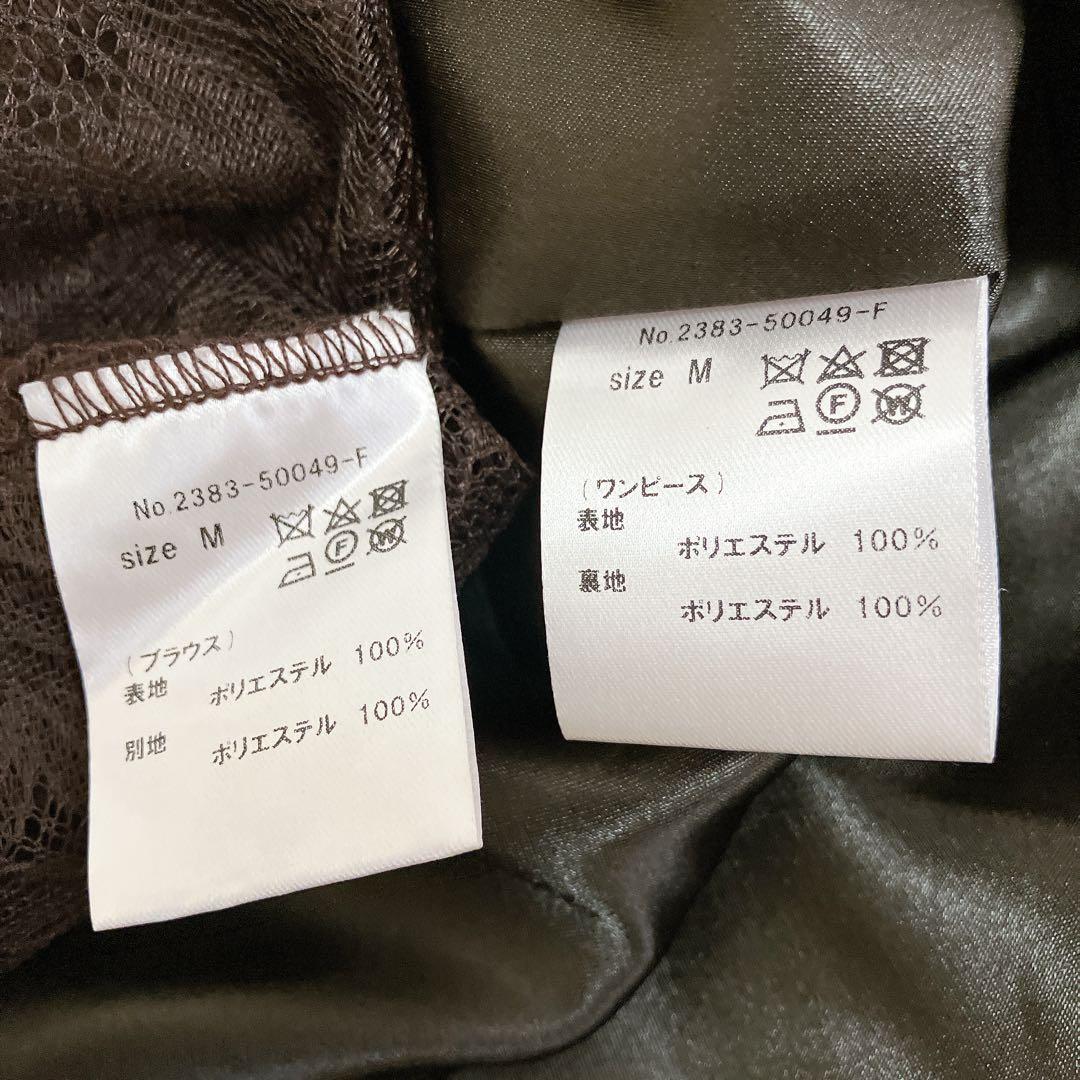 No.2383-50049-F
size M
(ブラウス)
表地
ポリエステル 100%
別地
ポリエステル 100%
No.2383-50049-F
size M
F
W
(ワンピース)
表地
ポリエステル 100%
裏地
ポリエステル 100%